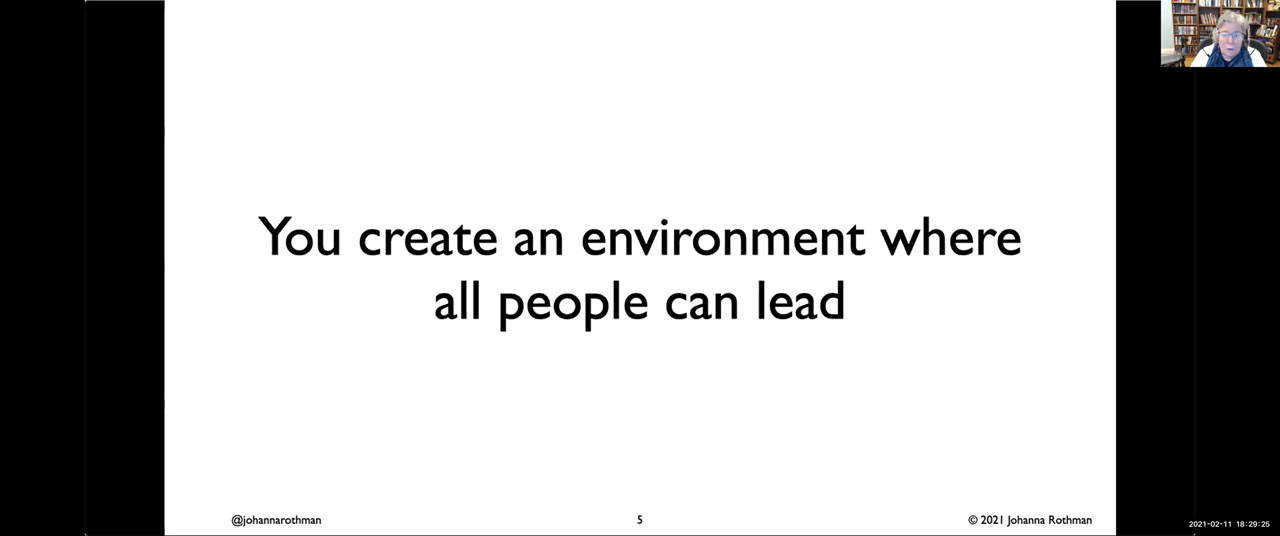 You create an environment where
all people can lead
@johannarothman
5
© 2021 Johanna Rothman
2021-02-11 18:29:25